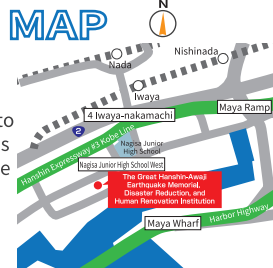 MAP
N
Nishinada
Nada
Iwaya
to
s
e
4 Iwaya-nakamachi
Maya Ramp
2
Hanshin Expressway #3 Kobe Line
Nagisa Junior
High School
Nagisa Junior High School West
The Great Hanshin-Awaji
Earthquake Memorial,
Disaster Reduction, and
Human Renovation Institution
Maya Wharf
Harbor Highway